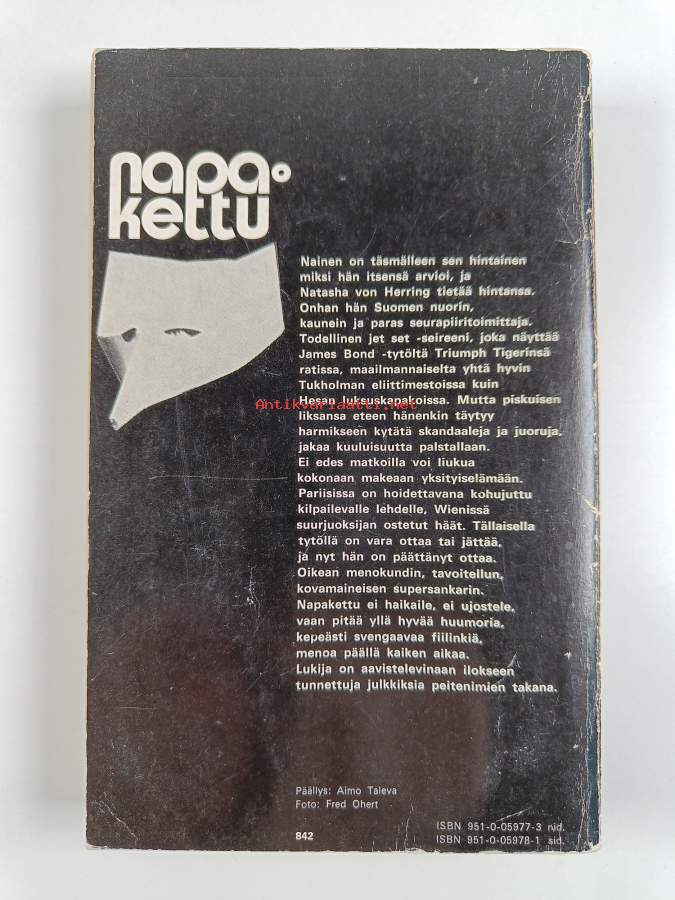 napa-
kettu
Nainen on täsmälleen sen hintainen
miksi hän itsensä arvioi, ja
Natasha von Herring tietää hintansa.
Onhan hän Suomen nuorin,
kaunein ja paras seurapiiritoimittaja.
Todellinen jet set -seireeni, joka näyttää
James Bond -tytöltä Triumph Tigerinsä
ratissa, maailmannaiselta yhtä hyvin
Tukholman eliittimestoissa kuin
Hesan luksuskapakoissa. Mutta piskuisen
Antikvariaatti.net
liksansa eteen hänenkin täytyy
harmikseen kytätä skandaaleja ja juoruja,
jakaa kuuluisuutta palstallaan.
Ei edes matkoilla voi liukua
kokonaan makeaan yksityiselämään.
Pariisissa on hoidettavana kohujuttu
kilpailevalle lehdelle, Wienissä
suurjuoksijan ostetut häät. Tällaisella
tytöllä on vara ottaa tai jättää,
ja nyt hän on päättänyt ottaa.
Oikean menokundin, tavoitellun,
kovamaineisen supersankarin.
Napakettu ei haikaile, ei ujostele,
vaan pitää yllä hyvää huumoria,
kepeästi svengaavaa fiilinkiä,
menoa päällä kaiken aikaa.
Lukija on aavistelevinaan ilokseen
tunnettuja julkkiksia peitenimien takana.
Päällys: Aimo Taleva
Foto: Fred Ohert
842
ISBN 951-0-05977-3 nid.
ISBN 951-0-05978-1 sid.